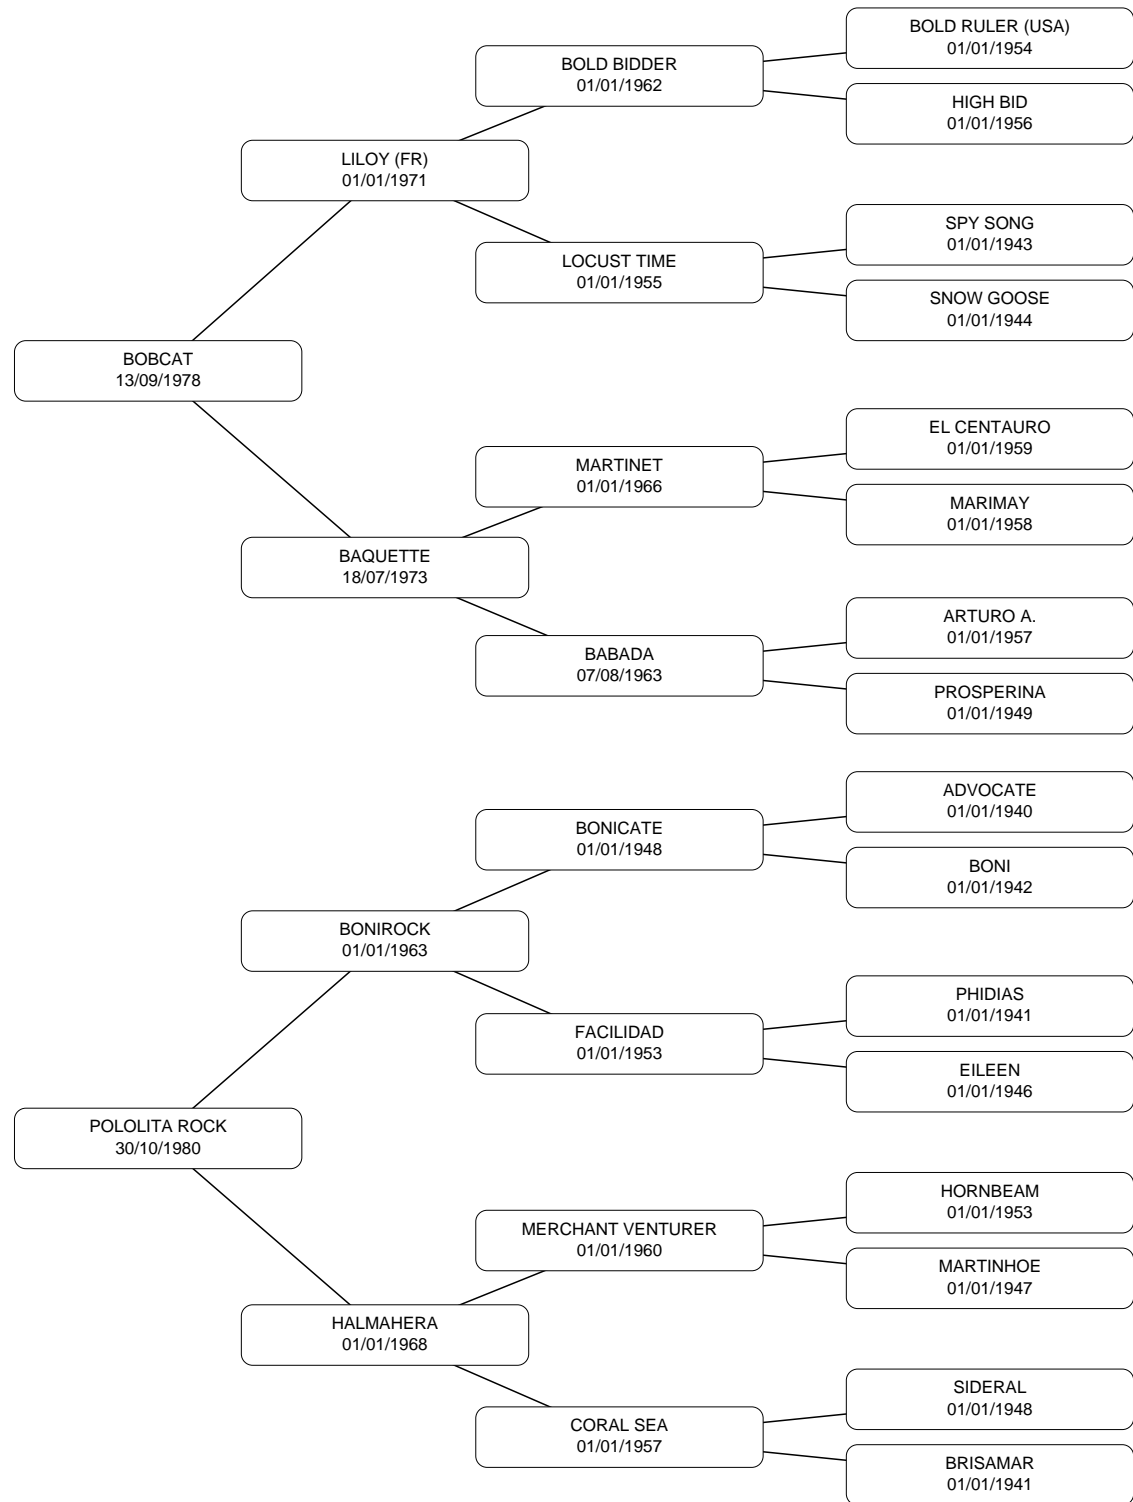 BOLD RULER (USA)
01/01/1954
BOLD BIDDER
01/01/1962
HIGH BID
01/01/1956
LILOY (FR)
01/01/1971
SPY SONG
01/01/1943
LOCUST TIME
01/01/1955
SNOW GOOSE
01/01/1944
BOBCAT
13/09/1978
EL CENTAURO
01/01/1959
MARTINET
01/01/1966
MARIMAY
01/01/1958
BAQUETTE
18/07/1973
ARTURO A.
01/01/1957
BABADA
07/08/1963
PROSPERINA
01/01/1949
ADVOCATE
01/01/1940
BONICATE
01/01/1948
BONI
01/01/1942
BONIROCK
01/01/1963
PHIDIAS
01/01/1941
FACILIDAD
01/01/1953
EILEEN
01/01/1946
POLOLITA ROCK
30/10/1980
HORNBEAM
01/01/1953
MERCHANT VENTURER
01/01/1960
MARTINHOE
01/01/1947
HALMAHERA
01/01/1968
SIDERAL
01/01/1948
CORAL SEA
01/01/1957
BRISAMAR
01/01/1941